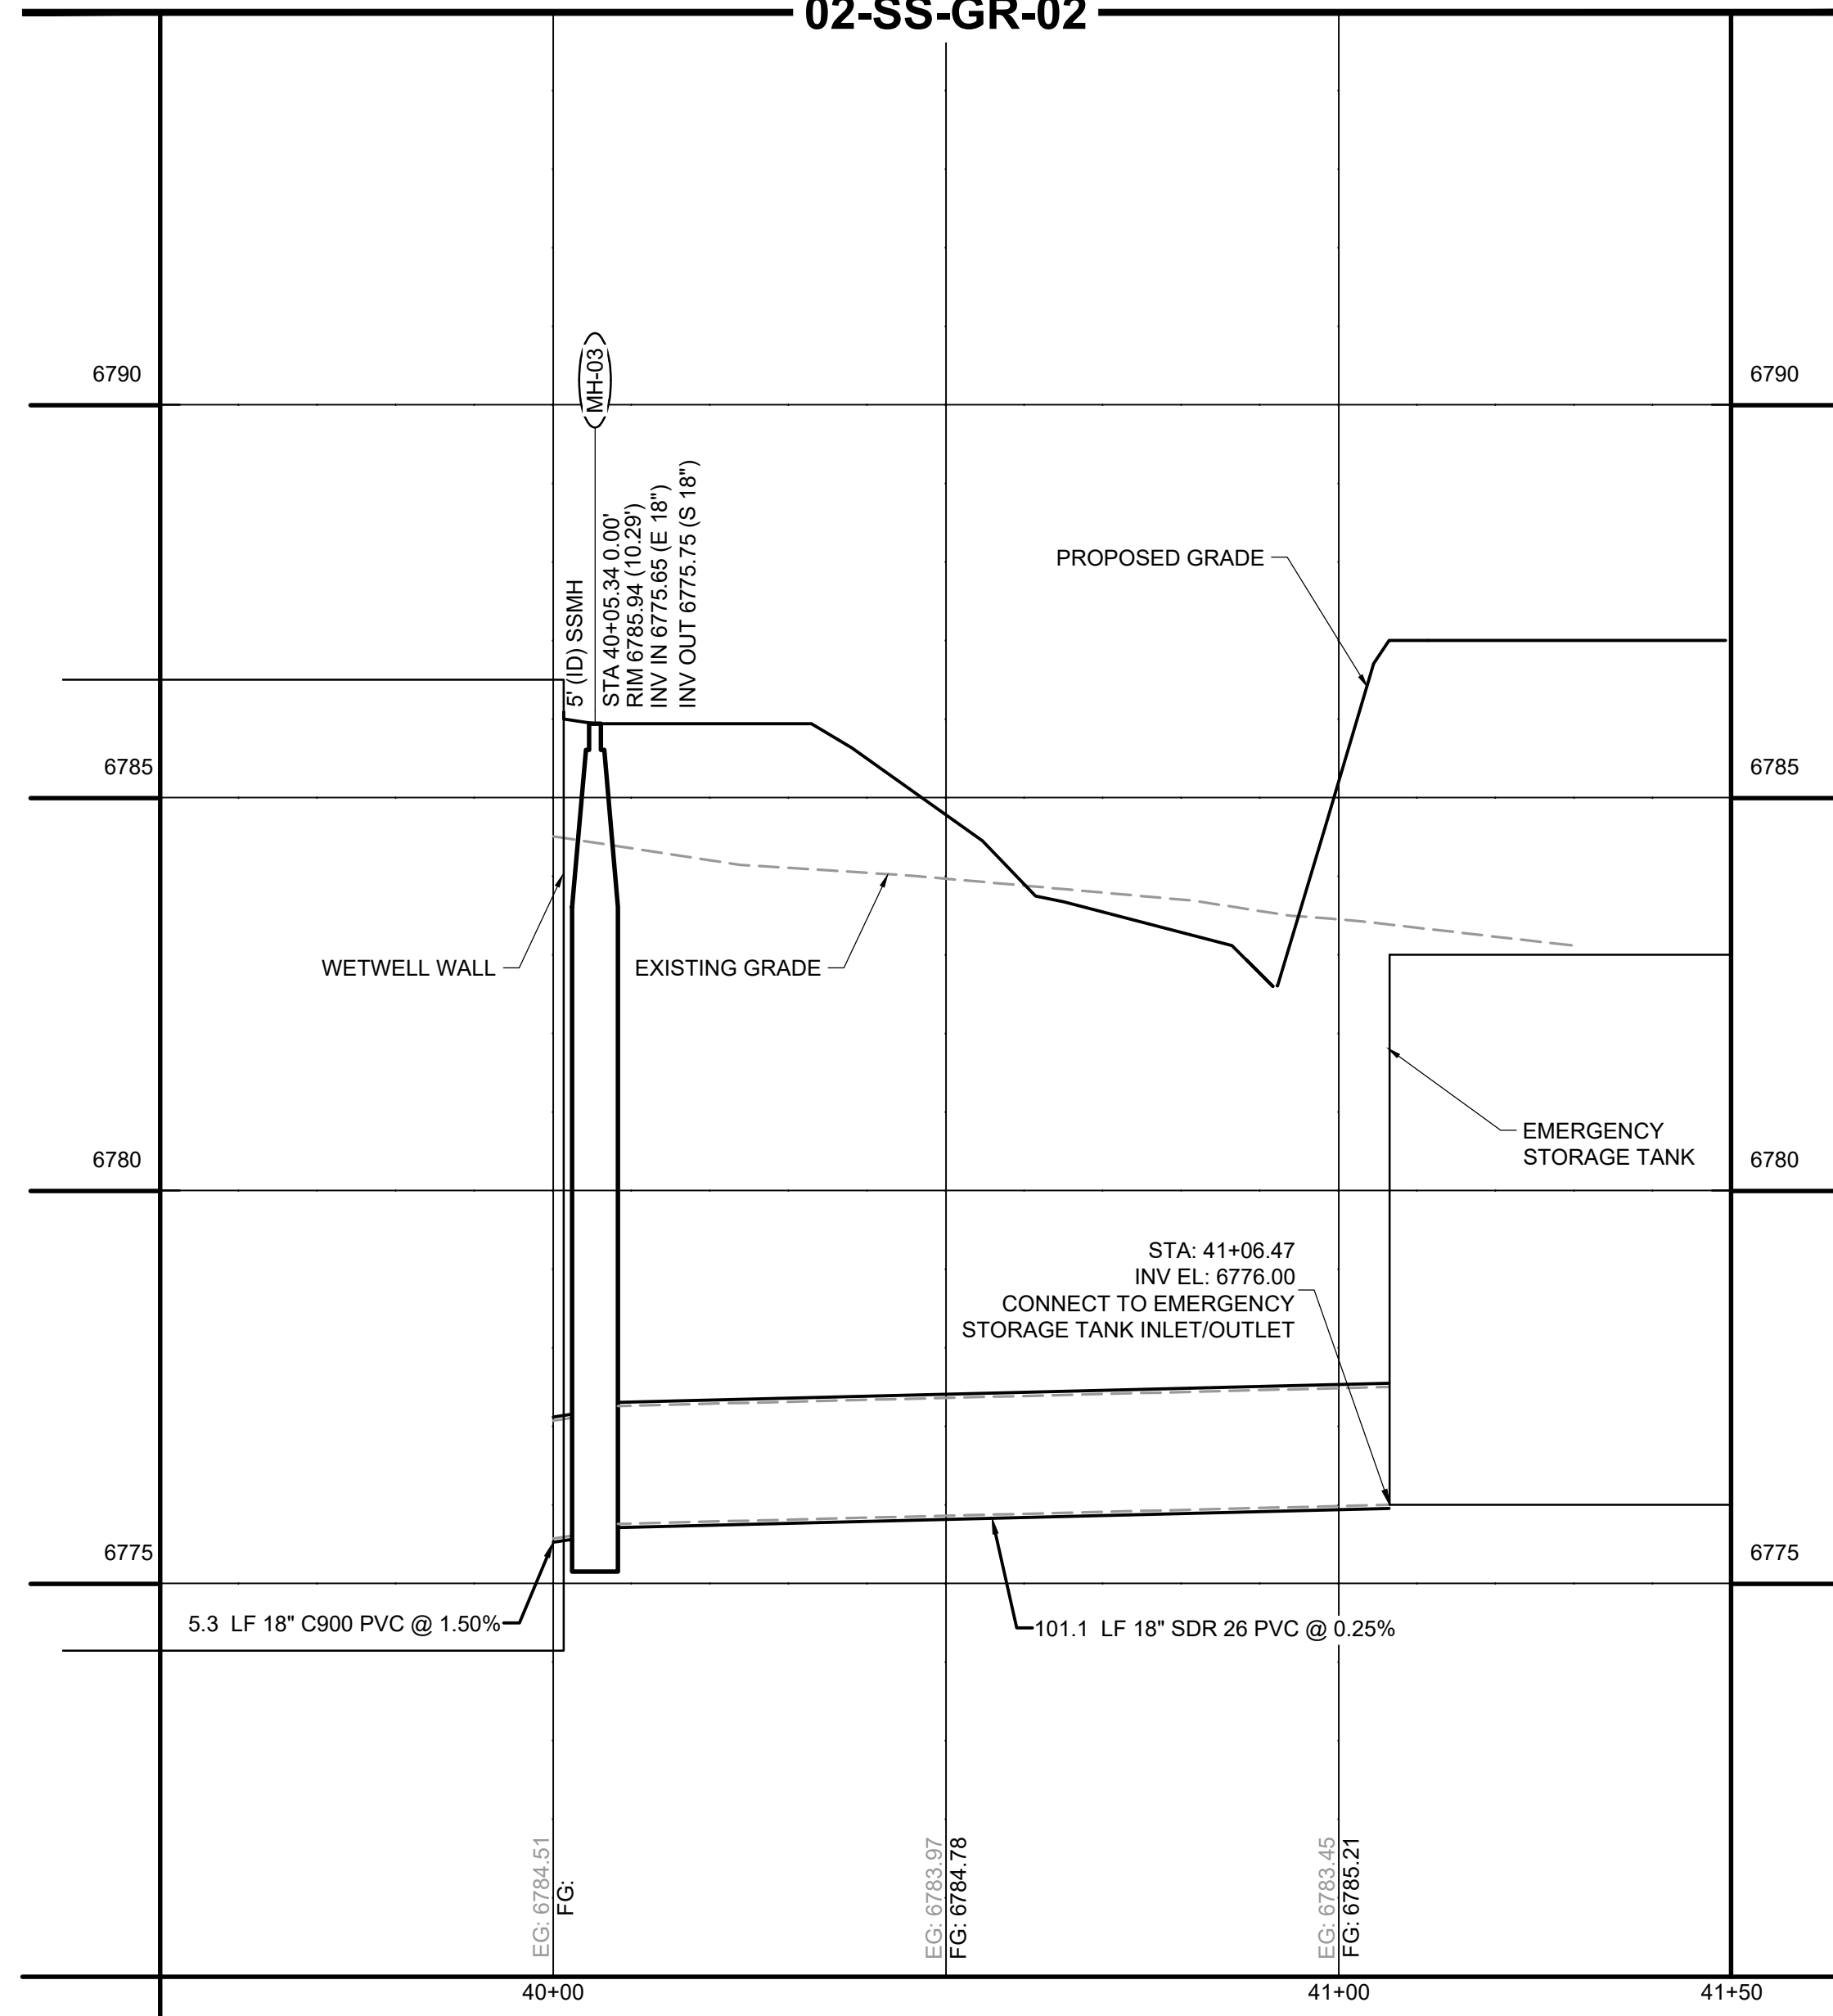 02-SS-GR-02
6790
6790
MH-03
5' (ID) SSMH
STA 40+05.34 0.00'
RIM 6785.94 (10.29')
INV IN 6775.65 (E 18")
INV OUT 6775.75 (S 18")
PROPOSED GRADE
6785
6785
WETWELL WALL
EXISTING GRADE
EMERGENCY
STORAGE TANK
6780
6780
STA: 41+06.47
INV EL: 6776.00
CONNECT TO EMERGENCY
STORAGE TANK INLET/OUTLET
6775
6775
5.3 LF 18" C900 PVC @ 1.50%
101.1 LF 18" SDR 26 PVC @ 0.25%
EG: 6784.51
FG:
EG: 6783.97
FG: 6784.78
EG: 6783.45
FG: 6785.21
40+00
41+00
41+50